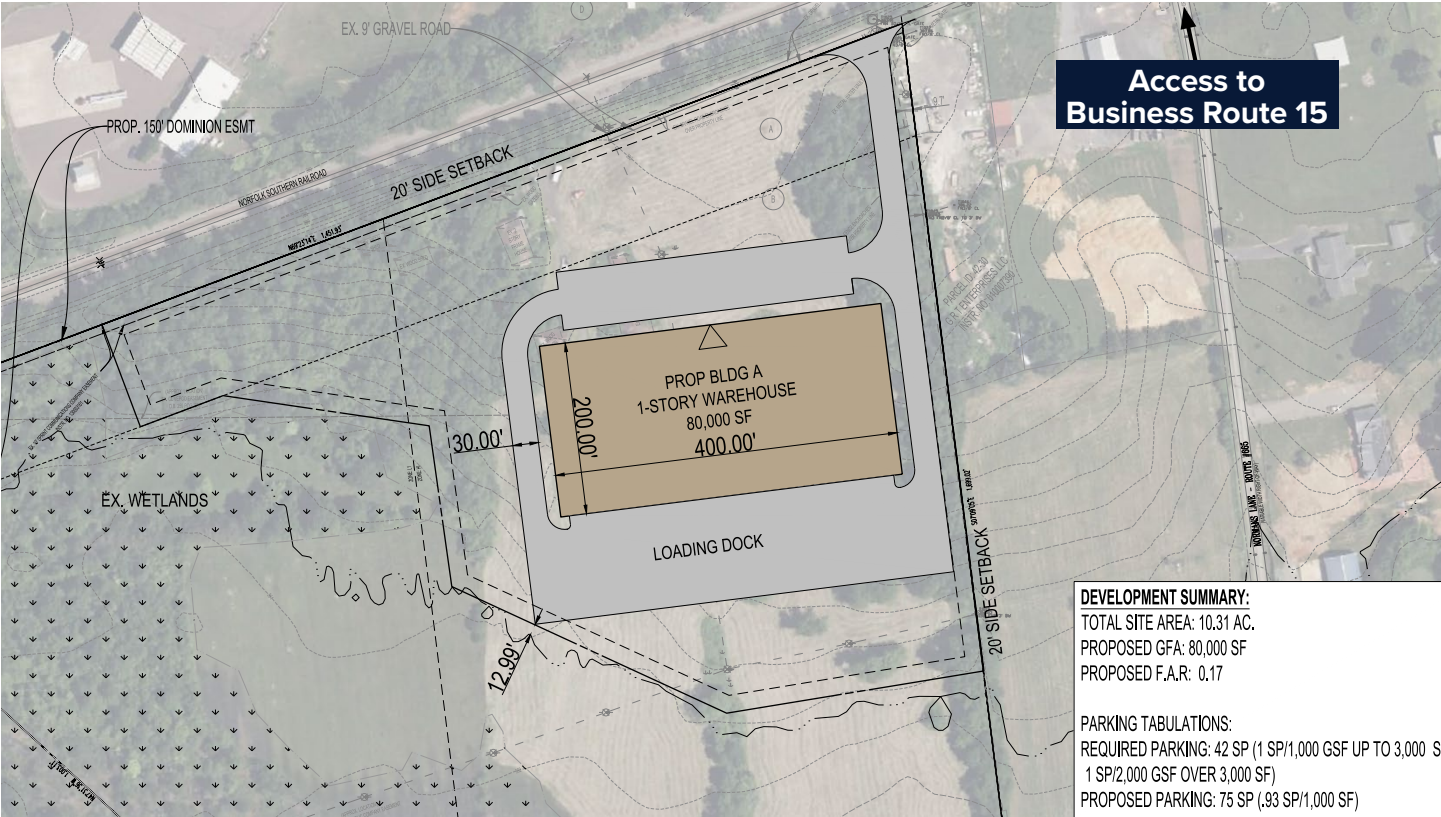 EX. 9' GRAVEL ROAD
D
Access to
Business Route 15
PROP. 150' DOMINION ESMT
20' SIDE SETBACK
NORFOLK SOUTHERN RAILROAD
A
B
PROP BLDG A
1-STORY WAREHOUSE
80,000 SF
200.00'
400.00'
30.00'
EX. WETLANDS
LOADING DOCK
12.99'
20' SIDE SETBACK
NORMANS LANE - ROUTE #665
DEVELOPMENT SUMMARY:
TOTAL SITE AREA: 10.31 AC.
PROPOSED GFA: 80,000 SF
PROPOSED F.A.R: 0.17
PARKING TABULATIONS:
REQUIRED PARKING: 42 SP (1 SP/1,000 GSF UP TO 3,000 S
1 SP/2,000 GSF OVER 3,000 SF)
PROPOSED PARKING: 75 SP (.93 SP/1,000 SF)